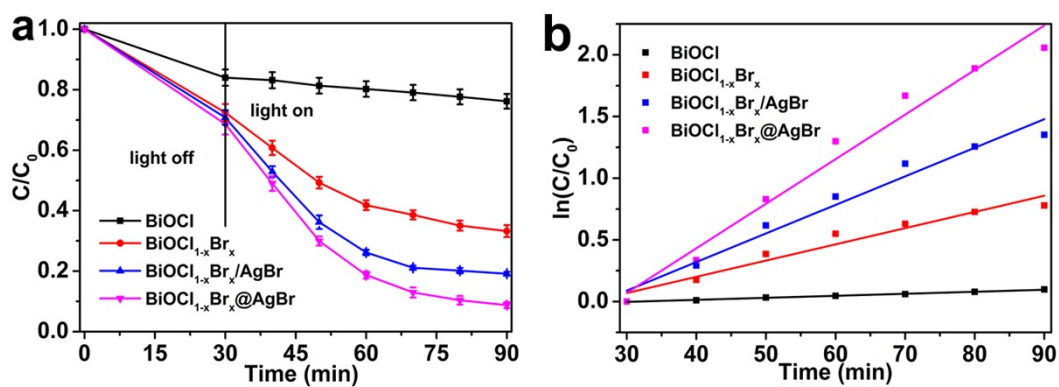 a
1.0
0.8
0.6
0.4
0.2
0.0
C/C₀
light on
light off
BiOCl
BiOCl₁₋ₓBrₓ
BiOCl₁₋ₓBrₓ/AgBr
BiOCl₁₋ₓBrₓ@AgBr
0 15 30 45 60 75 90
Time (min)
b
2.0
1.5
1.0
0.5
0.0
ln(C/C₀)
BiOCl
BiOCl₁₋ₓBrₓ
BiOCl₁₋ₓBrₓ/AgBr
BiOCl₁₋ₓBrₓ@AgBr
30 40 50 60 70 80 90
Time (min)